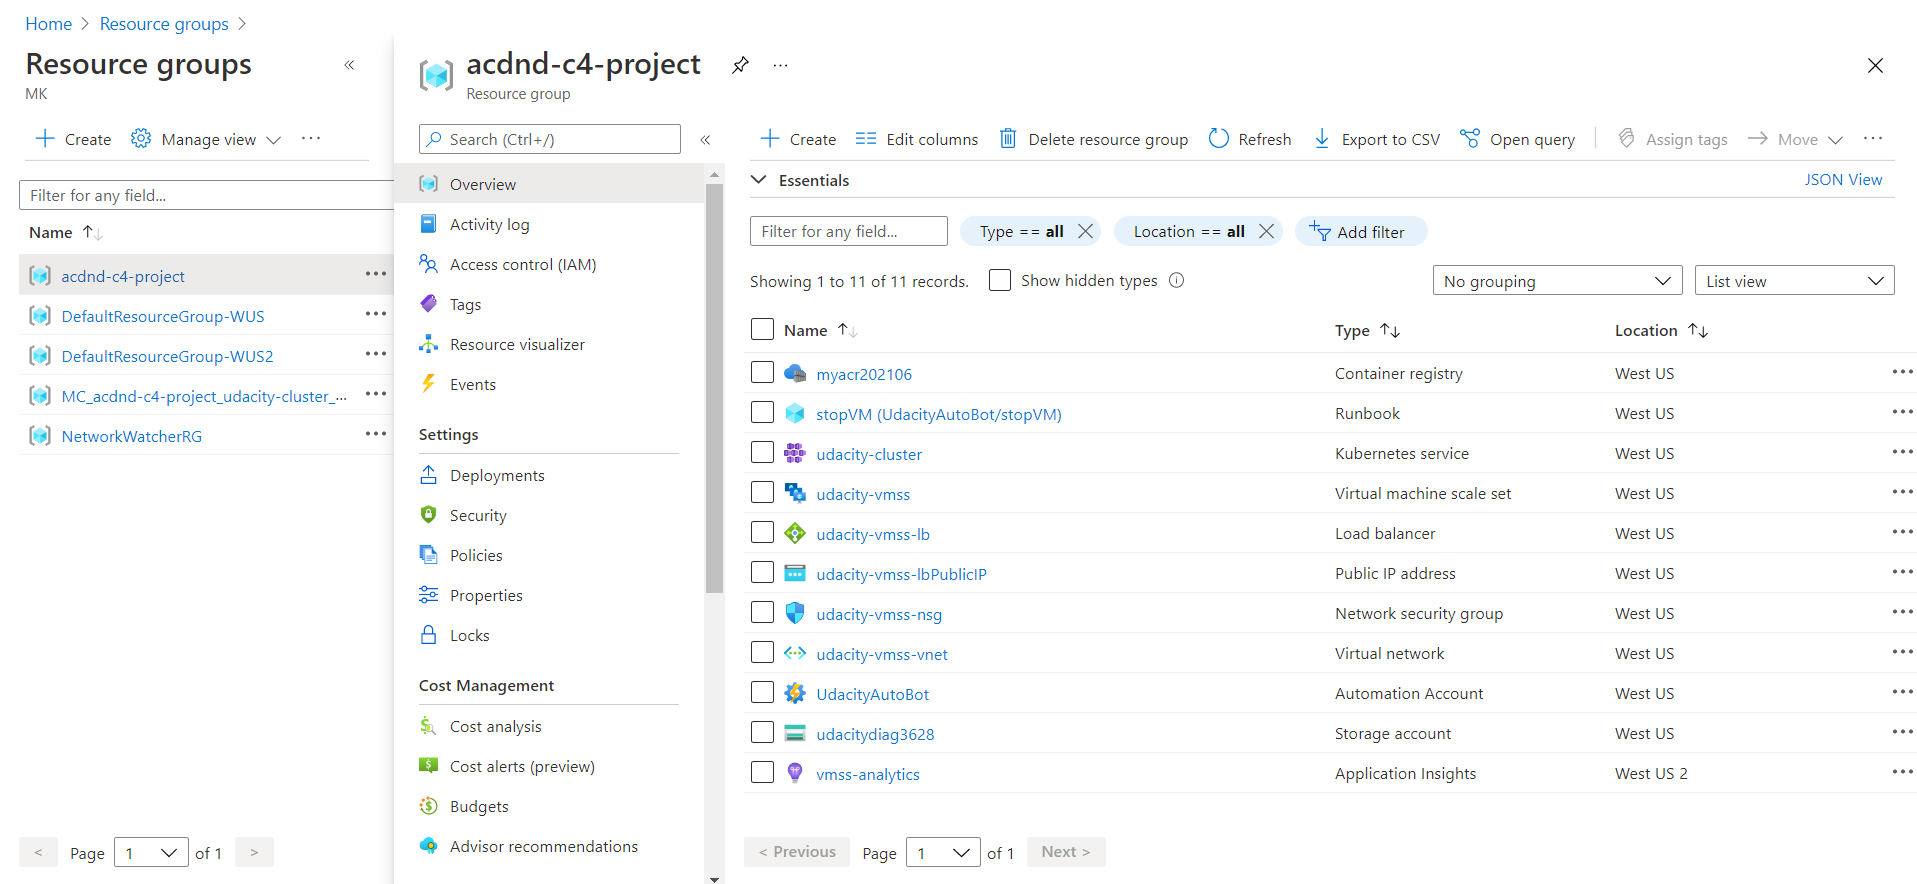 Home > Resource groups >
Resource groups «
MK
Create Manage view ...
Filter for any field...
Name ↑↓
acdnd-c4-project ...
DefaultResourceGroup-WUS ...
DefaultResourceGroup-WUS2 ...
MC_acdnd-c4-project_udacity-cluster_... ...
NetworkWatcherRG ...
< Page 1 of 1 >
acdnd-c4-project ...
Resource group
Search (Ctrl+/) «
Overview
Activity log
Access control (IAM)
Tags
Resource visualizer
Events
Settings
Deployments
Security
Policies
Properties
Locks
Cost Management
Cost analysis
Cost alerts (preview)
Budgets
Advisor recommendations
Create Edit columns Delete resource group Refresh Export to CSV Open query Assign tags Move ...
Essentials JSON View
Filter for any field... Type == all Location == all Add filter
Showing 1 to 11 of 11 records. Show hidden types No grouping List view
Name ↑↓ Type ↑↓ Location ↑↓
myacr202106 Container registry West US ...
stopVM (UdacityAutoBot/stopVM) Runbook West US ...
udacity-cluster Kubernetes service West US ...
udacity-vmss Virtual machine scale set West US ...
udacity-vmss-lb Load balancer West US ...
udacity-vmss-lbPublicIP Public IP address West US ...
udacity-vmss-nsg Network security group West US ...
udacity-vmss-vnet Virtual network West US ...
UdacityAutoBot Automation Account West US ...
udacitydiag3628 Storage account West US ...
vmss-analytics Application Insights West US 2 ...
< Previous Page 1 of 1 Next >